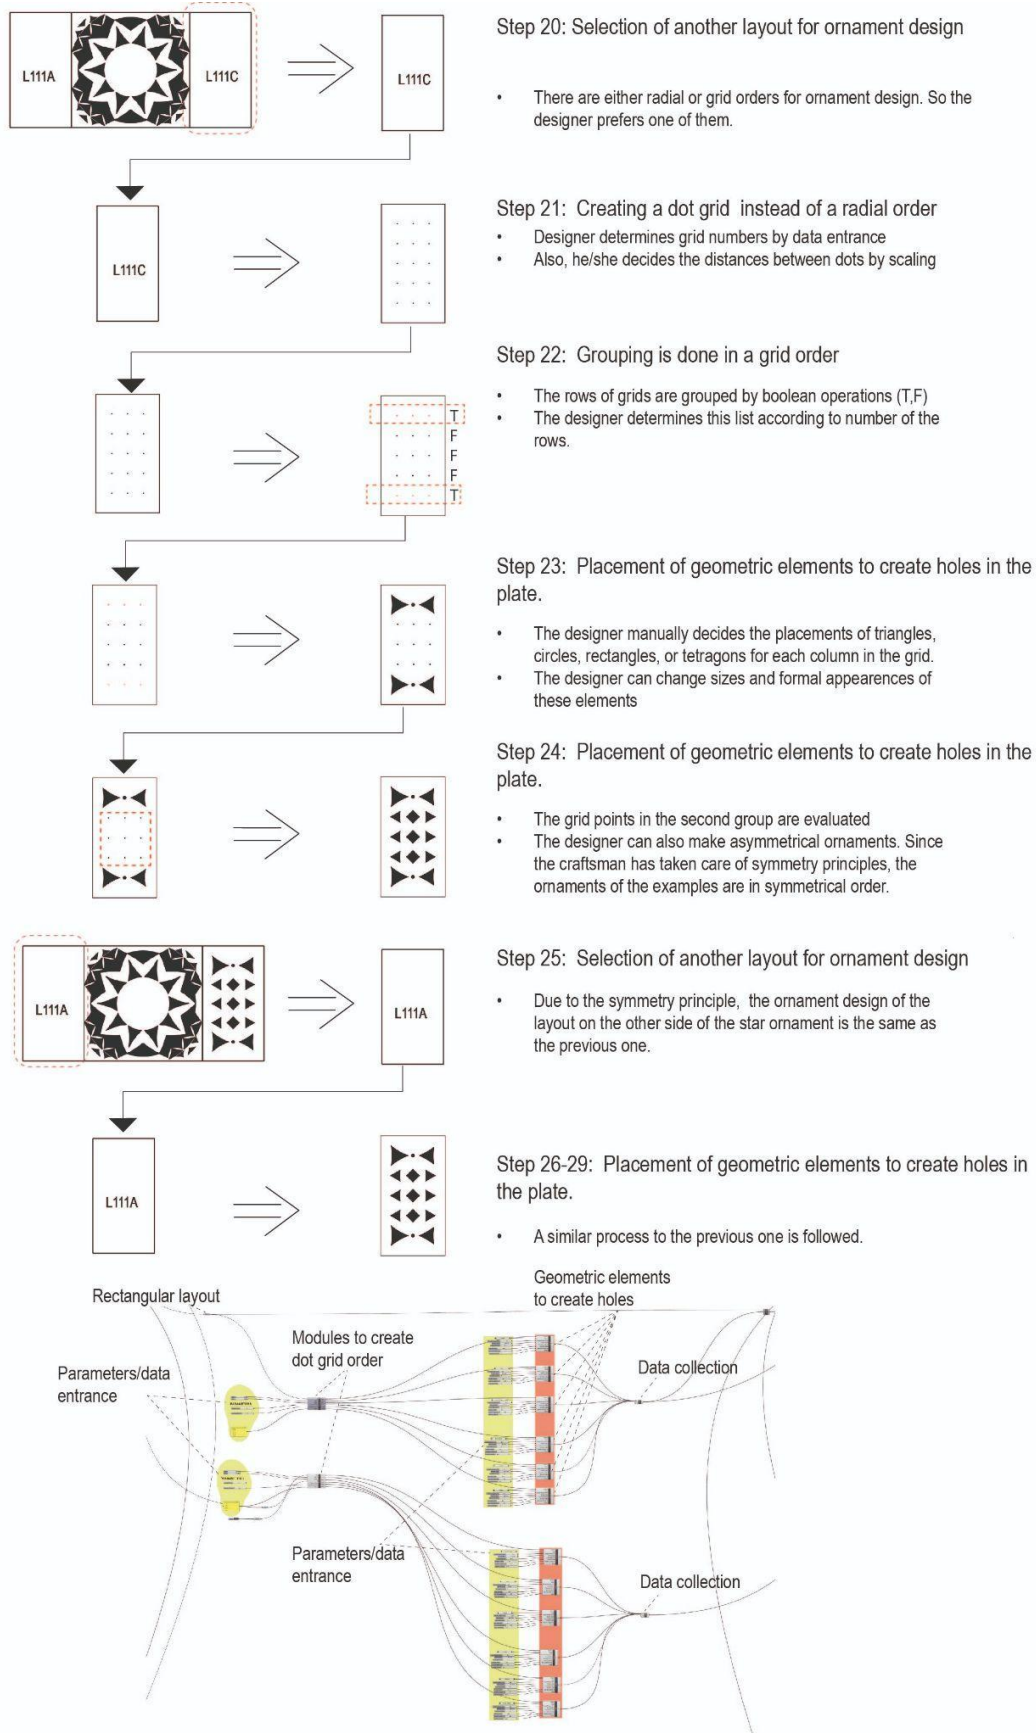 L111A
L111C
L111C
Step 20: Selection of another layout for ornament design
• There are either radial or grid orders for ornament design. So the
designer prefers one of them.
L111C
Step 21: Creating a dot grid instead of a radial order
• Designer determines grid numbers by data entrance
• Also, he/she decides the distances between dots by scaling
Step 22: Grouping is done in a grid order
• The rows of grids are grouped by boolean operations (T,F)
• The designer determines this list according to number of the
rows.
T
F
F
F
T
Step 23: Placement of geometric elements to create holes in the
plate.
• The designer manually decides the placements of triangles,
circles, rectangles, or tetragons for each column in the grid.
• The designer can change sizes and formal appearences of
these elements
Step 24: Placement of geometric elements to create holes in the
plate.
• The grid points in the second group are evaluated
• The designer can also make asymmetrical ornaments. Since
the craftsman has taken care of symmetry principles, the
ornaments of the examples are in symmetrical order.
L111A
L111A
Step 25: Selection of another layout for ornament design
• Due to the symmetry principle, the ornament design of the
layout on the other side of the star ornament is the same as
the previous one.
L111A
Step 26-29: Placement of geometric elements to create holes in
the plate.
• A similar process to the previous one is followed.
Rectangular layout
Geometric elements
to create holes
Modules to create
dot grid order
Parameters/data
entrance
Data collection
Parameters/data
entrance
Data collection